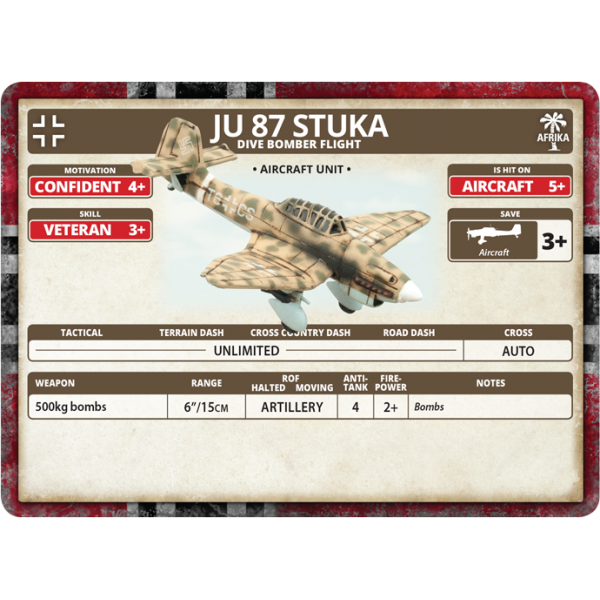 JU 87 STUKA
DIVE BOMBER FLIGHT
AFRIKA
• AIRCRAFT UNIT •
MOTIVATION
CONFIDENT 4+
SKILL
VETERAN 3+
IS HIT ON
AIRCRAFT 5+
SAVE
Aircraft
3+
TACTICAL TERRAIN DASH CROSS COUNTRY DASH ROAD DASH CROSS
UNLIMITED AUTO
WEAPON RANGE ROF HALTED MOVING ANTI-TANK FIRE-POWER NOTES
500kg bombs 6"/15CM ARTILLERY 4 2+ Bombs